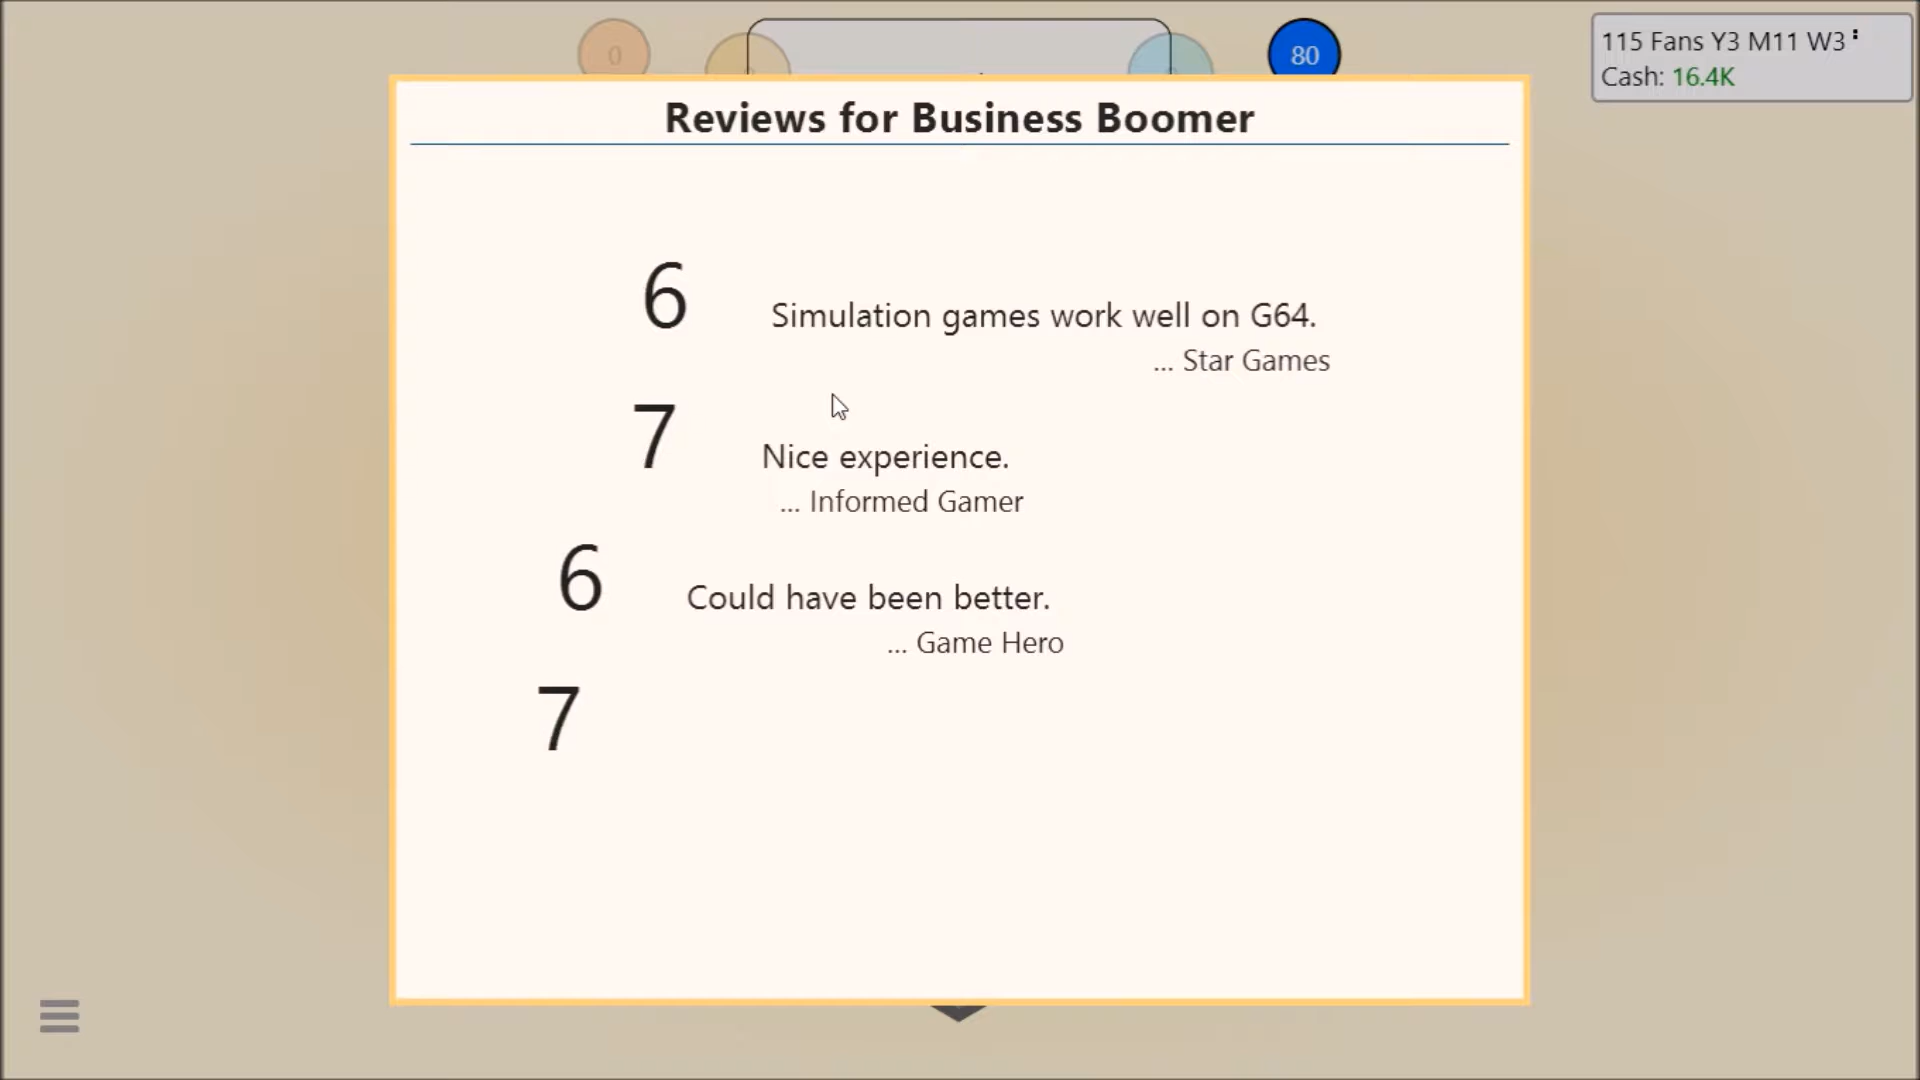 0
80
115 Fans Y3 M11 W3
Cash: 16.4K
Reviews for Business Boomer
6
Simulation games work well on G64.
... Star Games
7
Nice experience.
... Informed Gamer
6
Could have been better.
... Game Hero
7